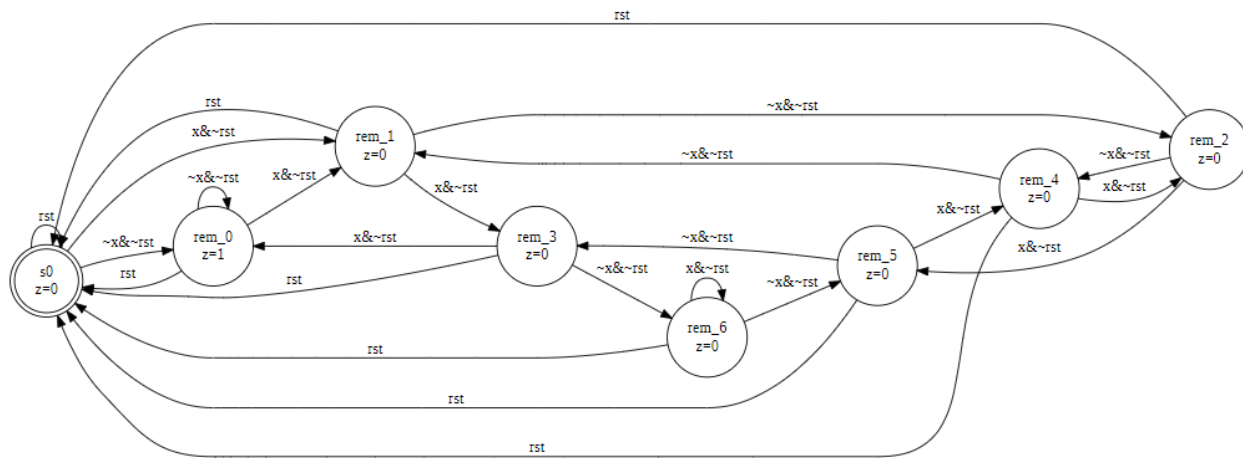 rst
rst
~x&~rst
x&~rst
rem_1
z=0
rem_2
z=0
~x&~rst
~x&~rst
rem_4
z=0
x&~rst
~x&~rst
x&~rst
x&~rst
x&~rst
rst
~x&~rst
rem_0
z=1
x&~rst
rem_3
z=0
~x&~rst
x&~rst
rem_5
z=0
s0
z=0
rst
rst
~x&~rst
x&~rst
~x&~rst
rem_6
z=0
rst
rst
rst